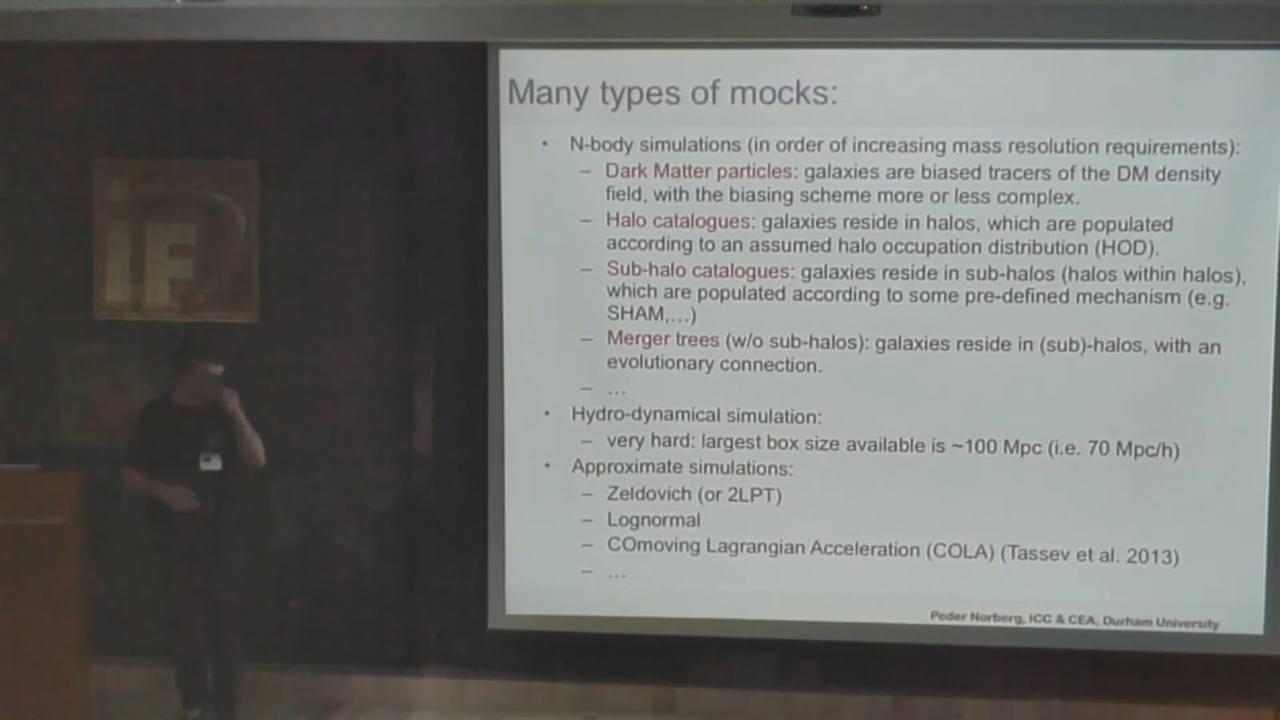 Many types of mocks:
• N-body simulations (in order of increasing mass resolution requirements):
– Dark Matter particles: galaxies are biased tracers of the DM density
field, with the biasing scheme more or less complex.
– Halo catalogues: galaxies reside in halos, which are populated
according to an assumed halo occupation distribution (HOD).
– Sub-halo catalogues: galaxies reside in sub-halos (halos within halos),
which are populated according to some pre-defined mechanism (e.g.
SHAM,...)
– Merger trees (w/o sub-halos): galaxies reside in (sub)-halos, with an
evolutionary connection.
– ...
• Hydro-dynamical simulation:
– very hard: largest box size available is ~100 Mpc (i.e. 70 Mpc/h)
• Approximate simulations:
– Zeldovich (or 2LPT)
– Lognormal
– COmoving Lagrangian Acceleration (COLA) (Tassev et al. 2013)
– ...
Peder Norberg, ICC & CEA, Durham University